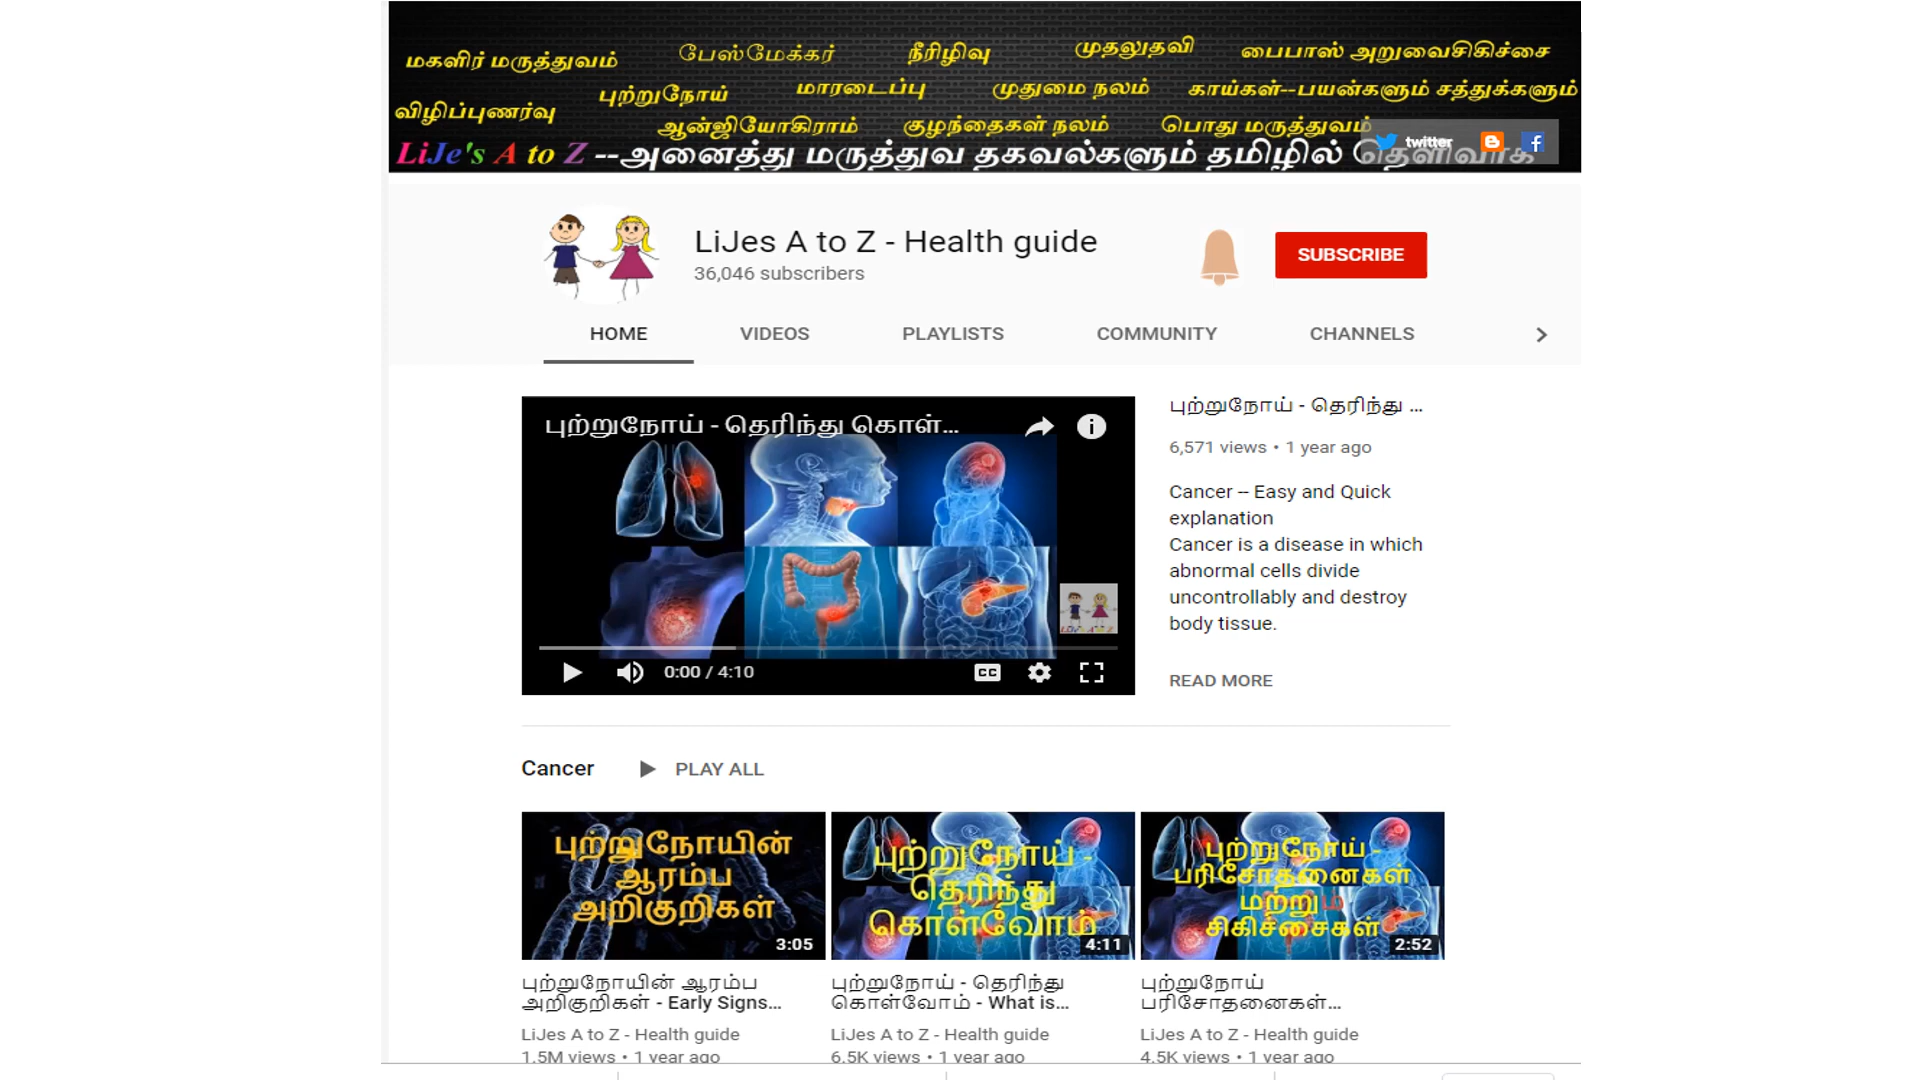 மகளிர் மருத்துவம் பேஸ்மேக்கர் நீரிழிவு முதலுதவி பைபாஸ் அறுவைசிகிச்சை
விழிப்புணர்வு புற்றுநோய் மாரடைப்பு முதுமை நலம் காய்கள்--பயன்களும் சத்துக்களும்
ஆன்ஜியோகிராம் குழந்தைகள் நலம் பொது மருத்துவம்
LiJe's A to Z --அனைத்து மருத்துவ தகவல்களும் தமிழில் தெளிவாக
twitter
LiJes A to Z - Health guide
36,046 subscribers
SUBSCRIBE
HOME VIDEOS PLAYLISTS COMMUNITY CHANNELS
புற்றுநோய் - தெரிந்து கொள்...
0:00 / 4:10
CC
புற்றுநோய் - தெரிந்து ...
6,571 views • 1 year ago
Cancer -- Easy and Quick
explanation
Cancer is a disease in which
abnormal cells divide
uncontrollably and destroy
body tissue.
READ MORE
Cancer PLAY ALL
புற்றுநோயின்
ஆரம்ப
அறிகுறிகள்
3:05
புற்றுநோயின் ஆரம்ப
அறிகுறிகள் - Early Signs...
LiJes A to Z - Health guide
1.5M views • 1 year ago
புற்றுநோய் -
தெரிந்து
கொள்வோம்
4:11
புற்றுநோய் - தெரிந்து
கொள்வோம் - What is...
LiJes A to Z - Health guide
6.5K views • 1 year ago
புற்றுநோய் -
பரிசோதனைகள்
மற்றும்
சிகிச்சைகள்
2:52
புற்றுநோய்
பரிசோதனைகள்...
LiJes A to Z - Health guide
4.5K views • 1 year ago